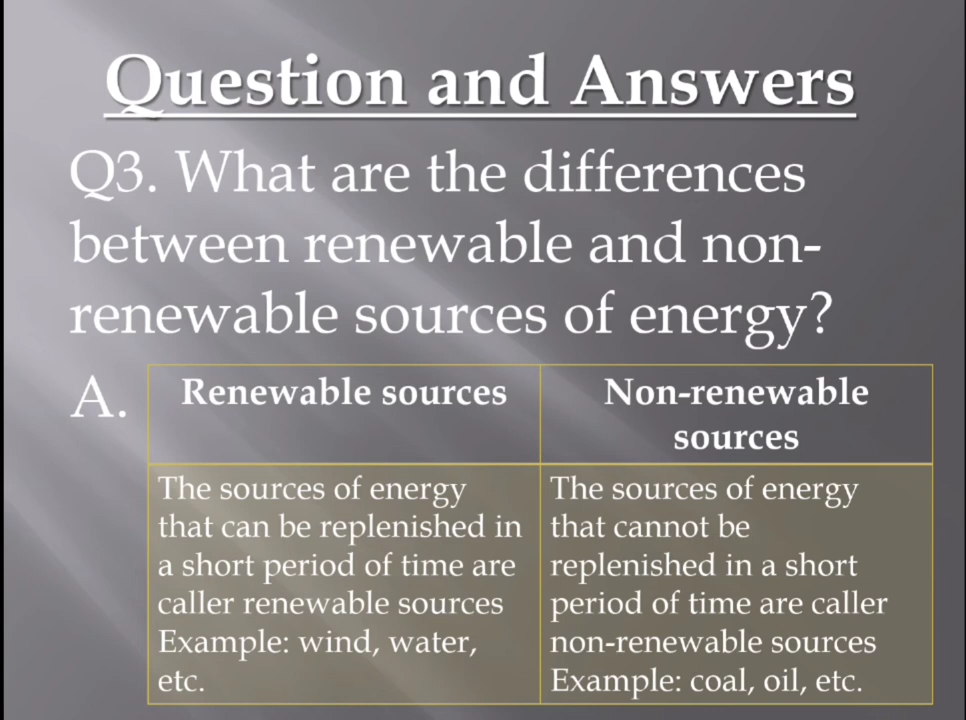 Question and Answers
Q3. What are the differences
between renewable and non-
renewable sources of energy?
A.
Renewable sources
Non-renewable
sources
The sources of energy
that can be replenished in
a short period of time are
caller renewable sources
Example: wind, water,
etc.
The sources of energy
that cannot be
replenished in a short
period of time are caller
non-renewable sources
Example: coal, oil, etc.